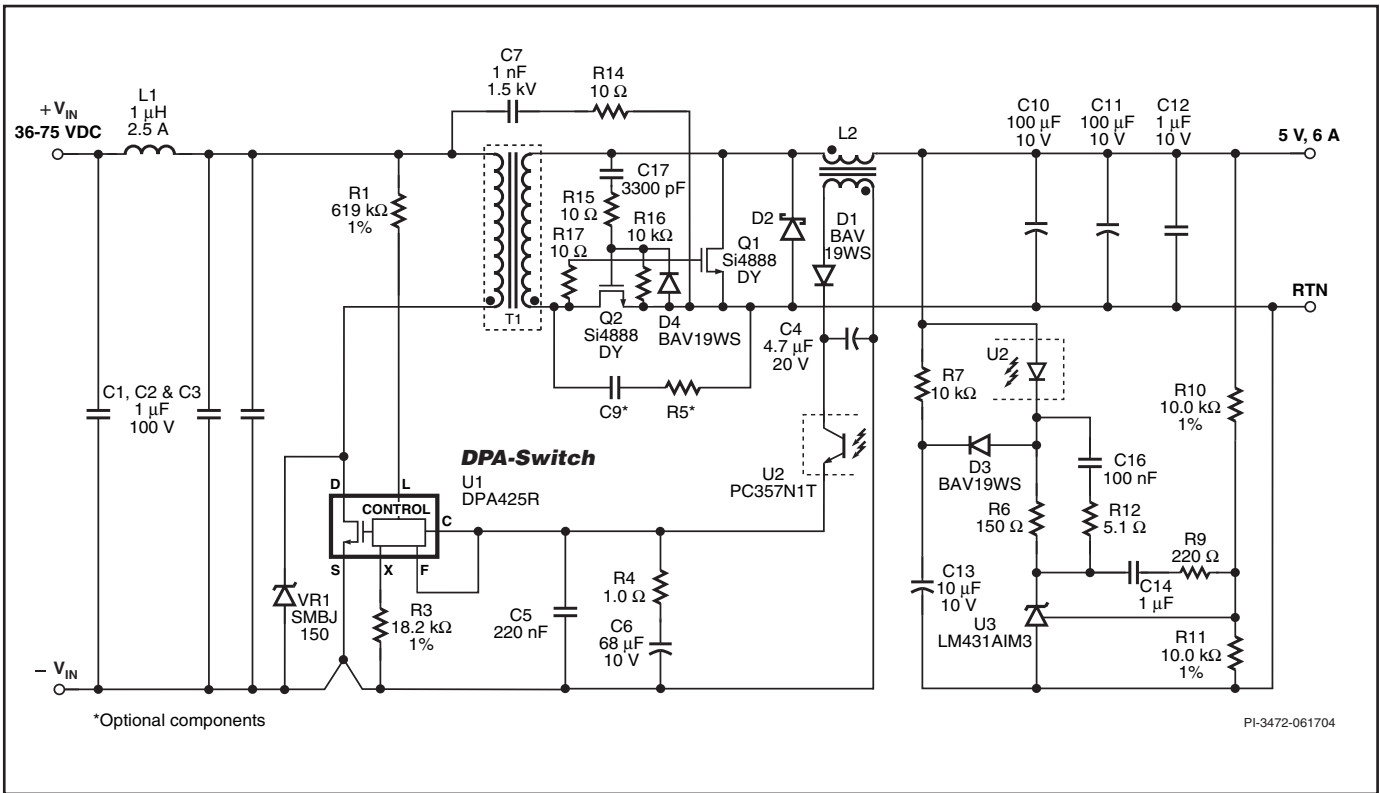 + VIN
36-75 VDC
L1
1 µH
2.5 A
C7
1 nF
1.5 kV
R14
10 Ω
L2
C10
100 µF
10 V
C11
100 µF
10 V
C12
1 µF
10 V
5 V, 6 A
R1
619 kΩ
1%
C17
3300 pF
R15
10 Ω
R16
10 kΩ
R17
10 Ω
Q1
Si4888
DY
D2
D1
BAV
19WS
RTN
T1
Q2
Si4888
DY
D4
BAV19WS
C4
4.7 µF
20 V
U2
R7
10 kΩ
R10
10.0 kΩ
1%
C1, C2 & C3
1 µF
100 V
C9*
R5*
DPA-Switch
U1
DPA425R
U2
PC357N1T
D3
BAV19WS
C16
100 nF
D
L
CONTROL
C
S
X
F
R6
150 Ω
R12
5.1 Ω
R9
220 Ω
VR1
SMBJ
150
R3
18.2 kΩ
1%
C5
220 nF
R4
1.0 Ω
C6
68 µF
10 V
C13
10 µF
10 V
C14
1 µF
U3
LM431AIM3
R11
10.0 kΩ
1%
– VIN
*Optional components
PI-3472-061704